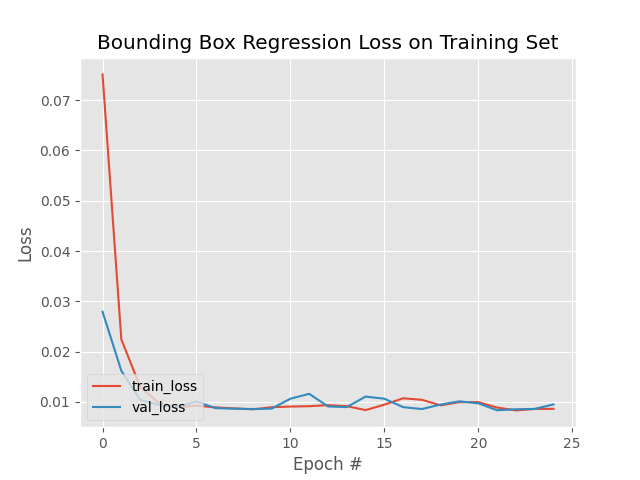 Bounding Box Regression Loss on Training Set
0.07
0.06
0.05
0.04
0.03
0.02
0.01
Loss
train_loss
val_loss
0
5
10
15
20
25
Epoch #